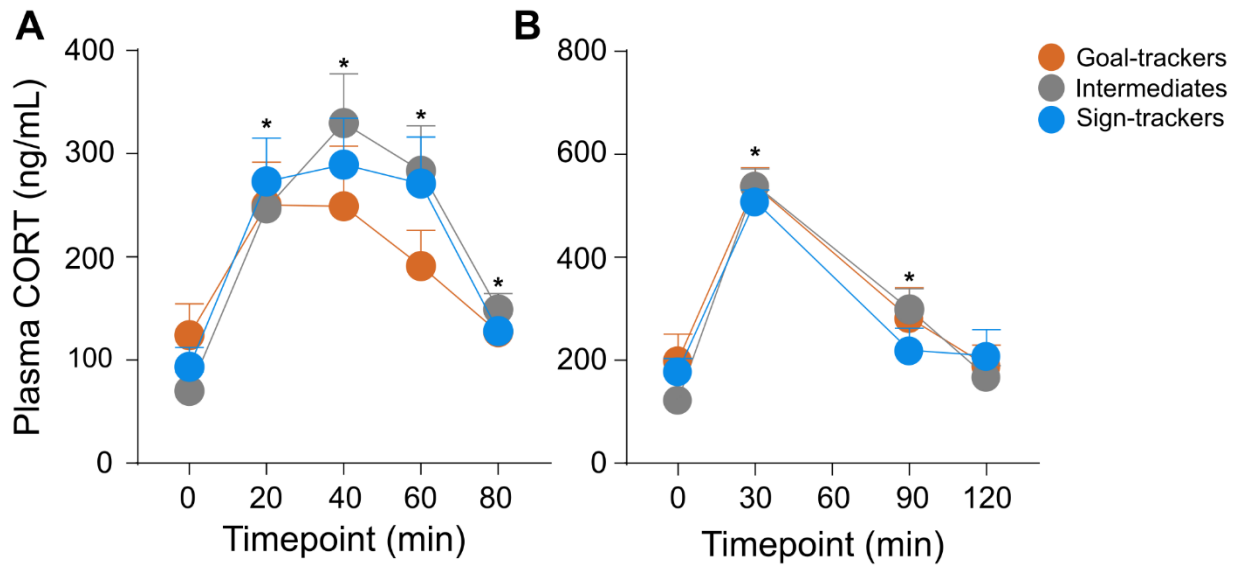 A
B
Plasma CORT (ng/mL)
400
300
200
100
0
*
*
*
*
0 20 40 60 80
Timepoint (min)
800
600
400
200
0
*
*
0 30 60 90 120
Timepoint (min)
Goal-trackers
Intermediates
Sign-trackers